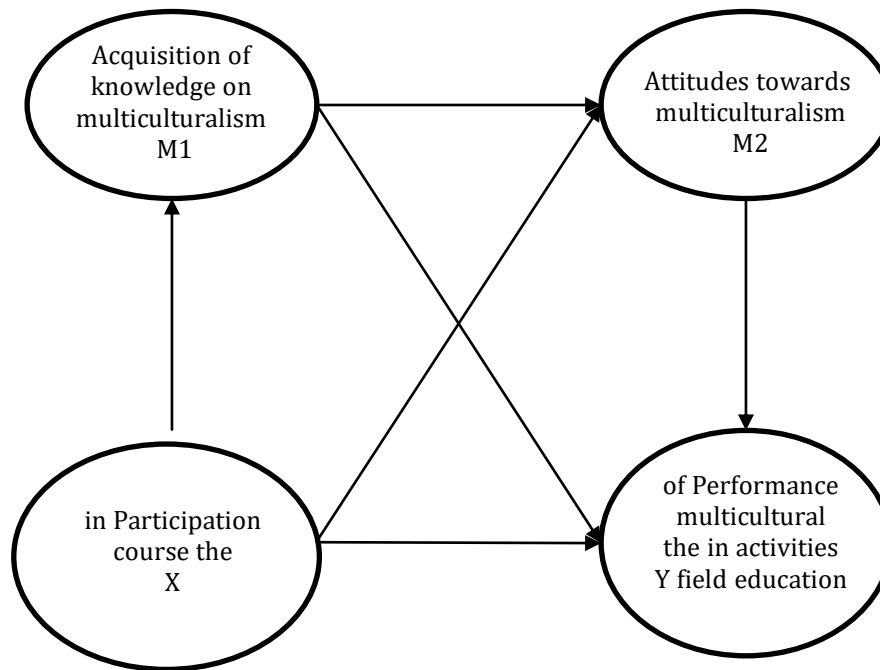 Acquisition of
knowledge on
multiculturalism
M1
Attitudes towards
multiculturalism
M2
in Participation
course the
X
of Performance
multicultural
the in activities
Y field education